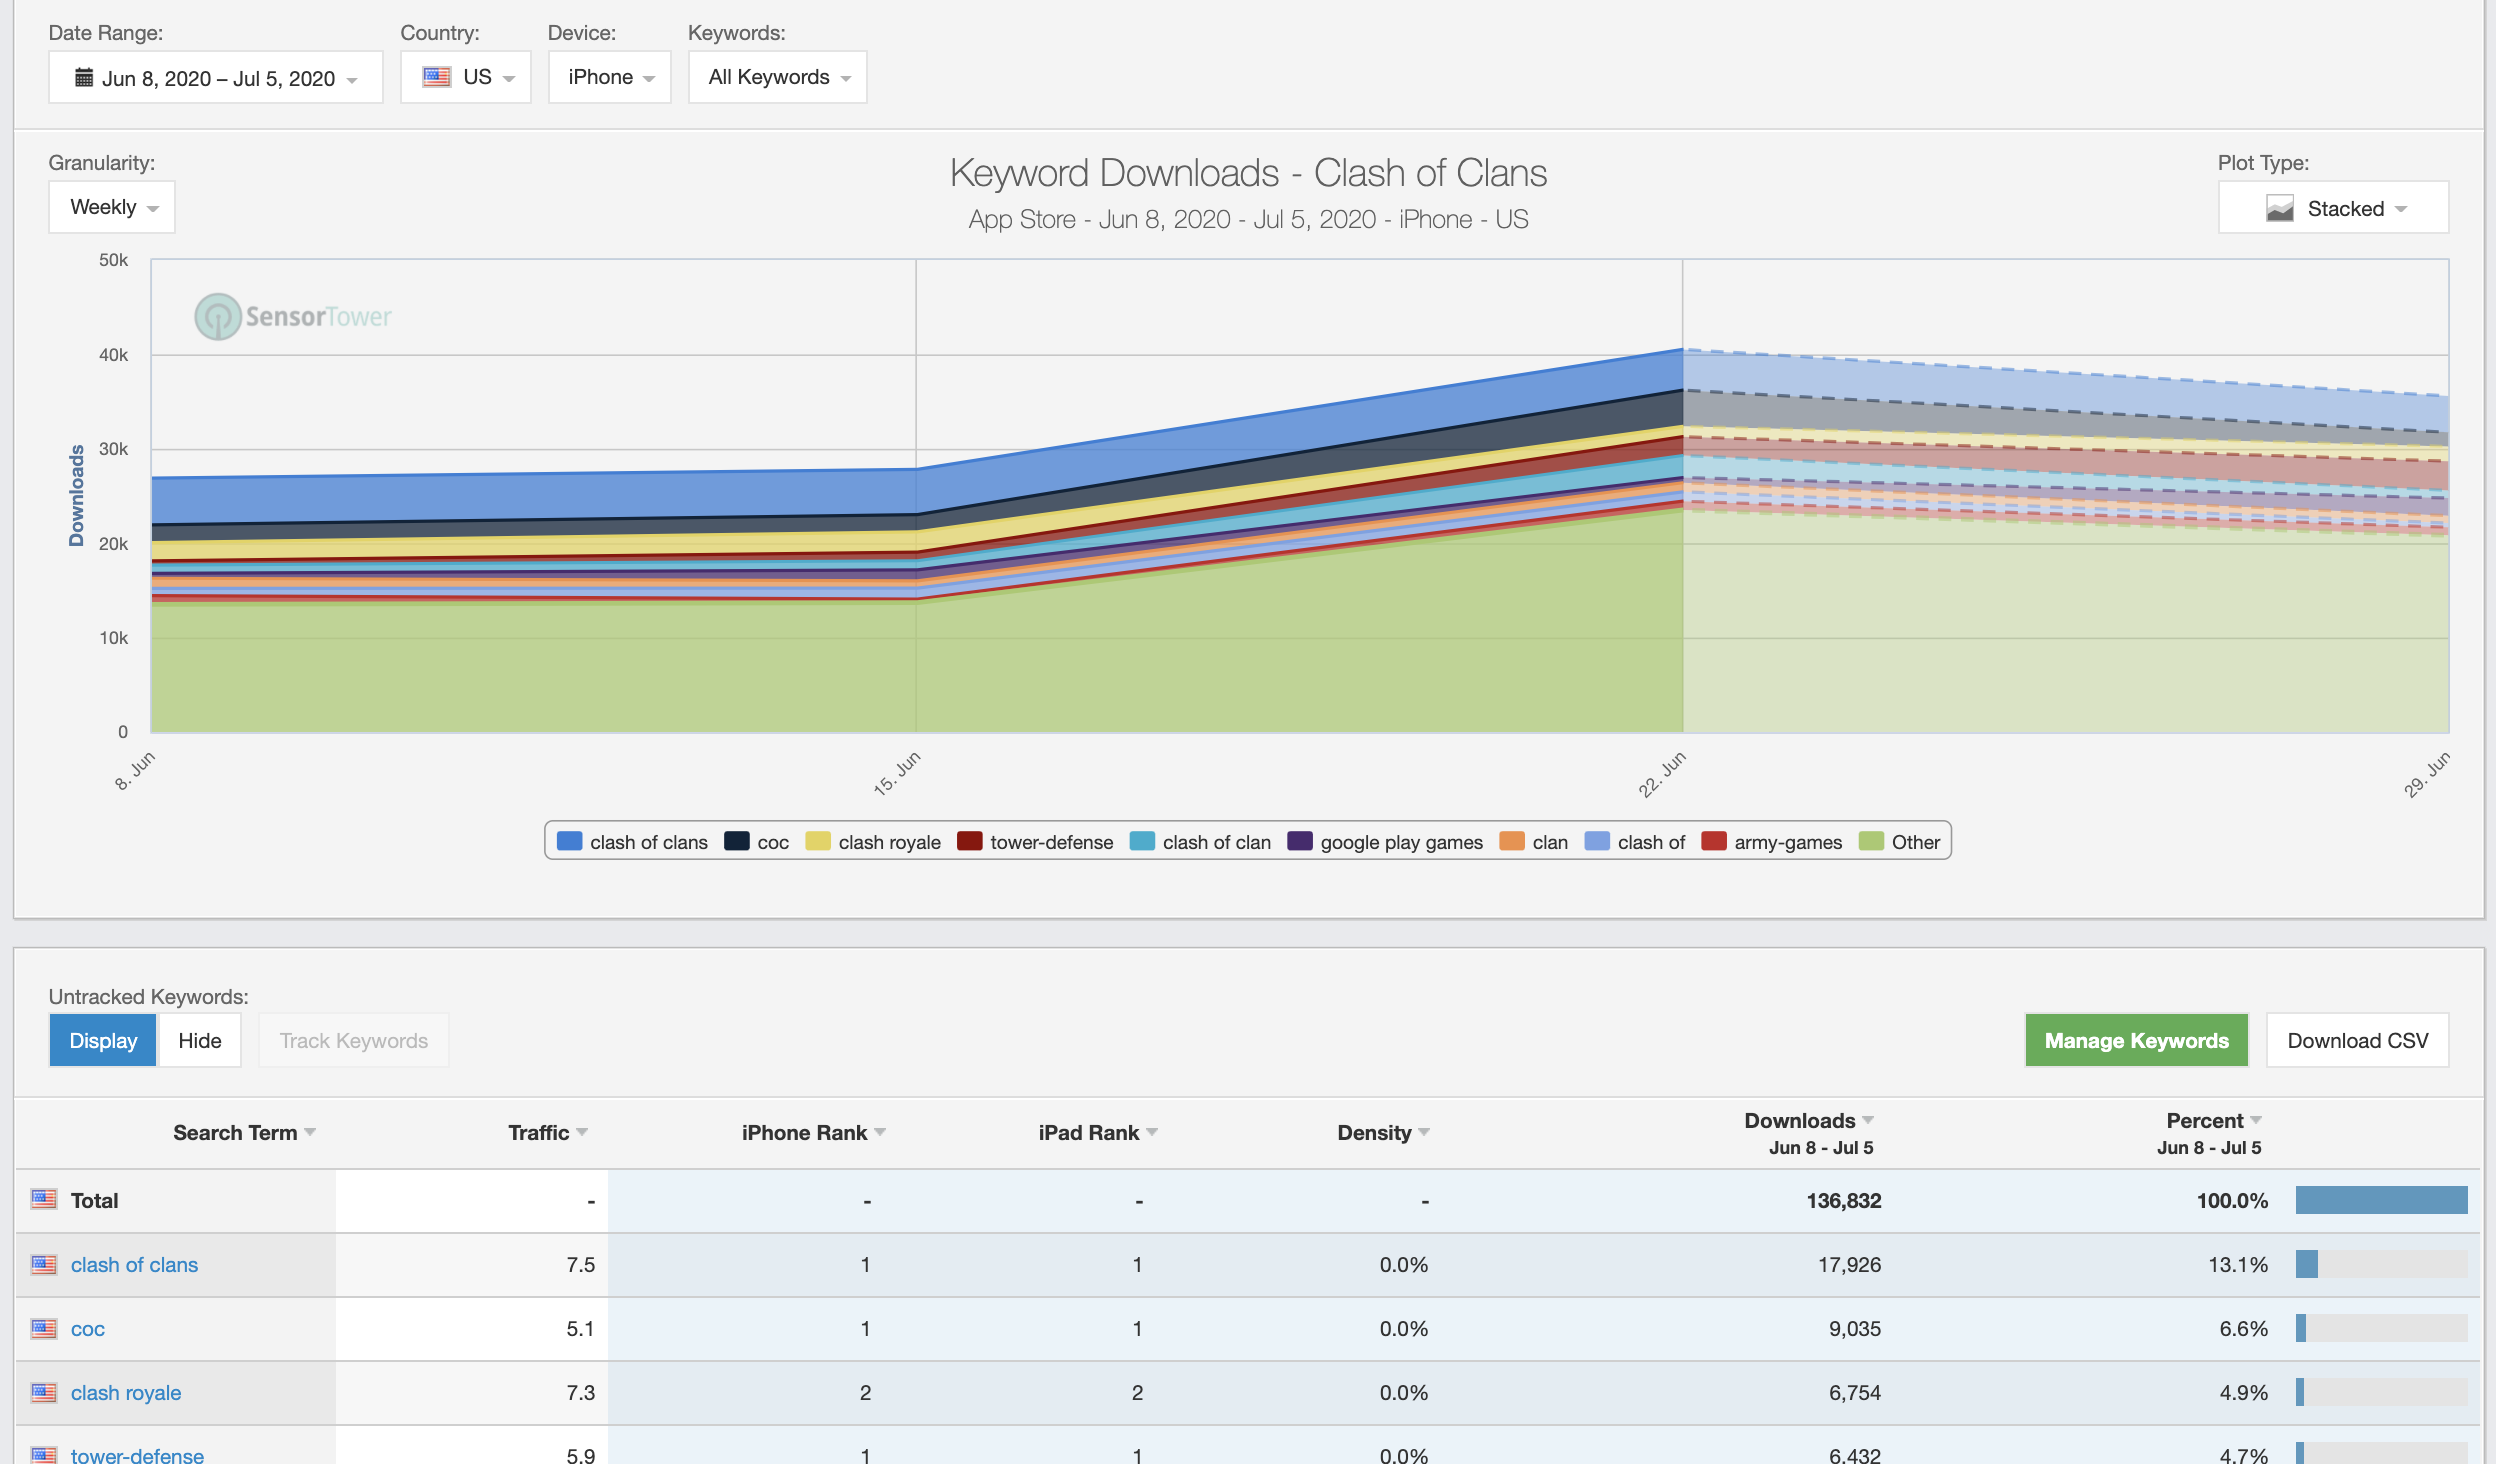 Date Range: Country: Device: Keywords:
Jun 8, 2020 – Jul 5, 2020 US iPhone All Keywords
Granularity: Plot Type:
Weekly Stacked
Keyword Downloads - Clash of Clans
App Store - Jun 8, 2020 - Jul 5, 2020 - iPhone - US
SensorTower
Downloads
50k
40k
30k
20k
10k
0
8. Jun 15. Jun 22. Jun 29. Jun
clash of clans coc clash royale tower-defense clash of clan google play games clan clash of army-games Other
Untracked Keywords:
Display Hide Track Keywords Manage Keywords Download CSV
Search Term Traffic iPhone Rank iPad Rank Density Downloads Percent
Jun 8 - Jul 5 Jun 8 - Jul 5
Total - - - - 136,832 100.0%
clash of clans 7.5 1 1 0.0% 17,926 13.1%
coc 5.1 1 1 0.0% 9,035 6.6%
clash royale 7.3 2 2 0.0% 6,754 4.9%
tower-defense 5.9 1 1 0.0% 6,432 4.7%